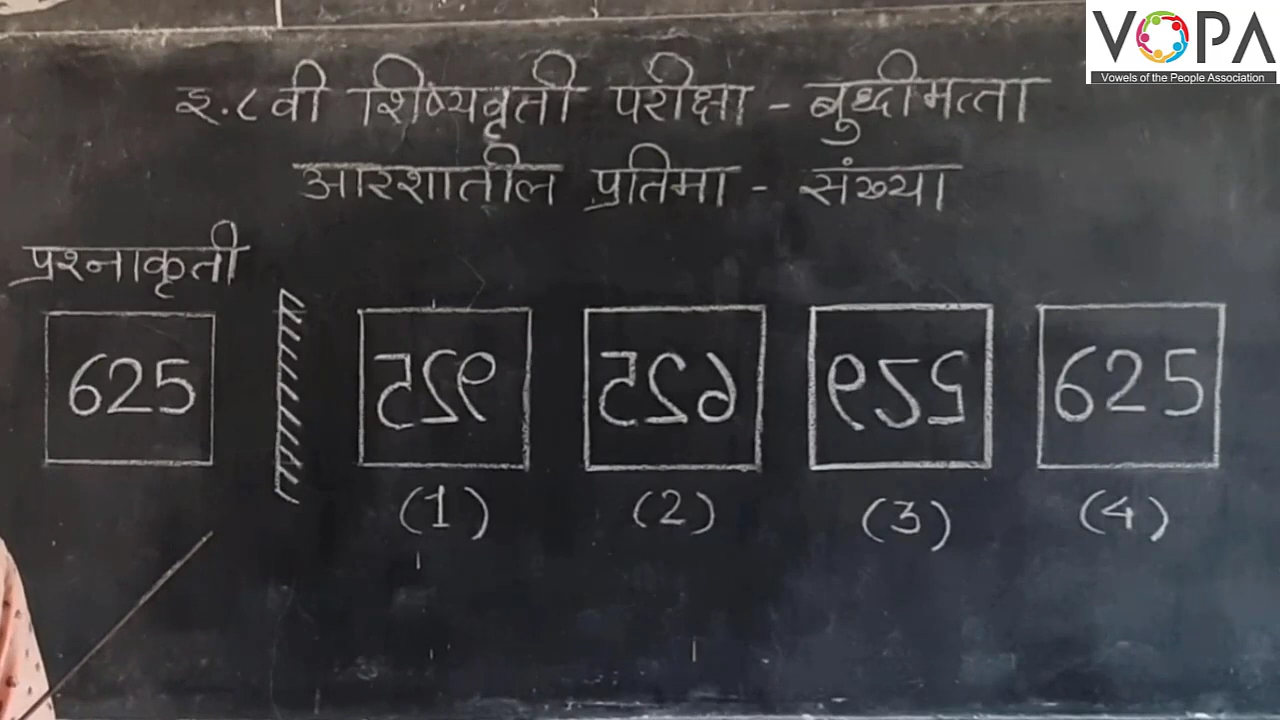 VOPA
Vowels of the People Association
इ.८वी शिष्यवृती परीक्षा - बुध्दीमत्ता
आरशातील प्रतिमा - संख्या
प्रश्नाकृती
625 625
(1) (2) (3) (4)